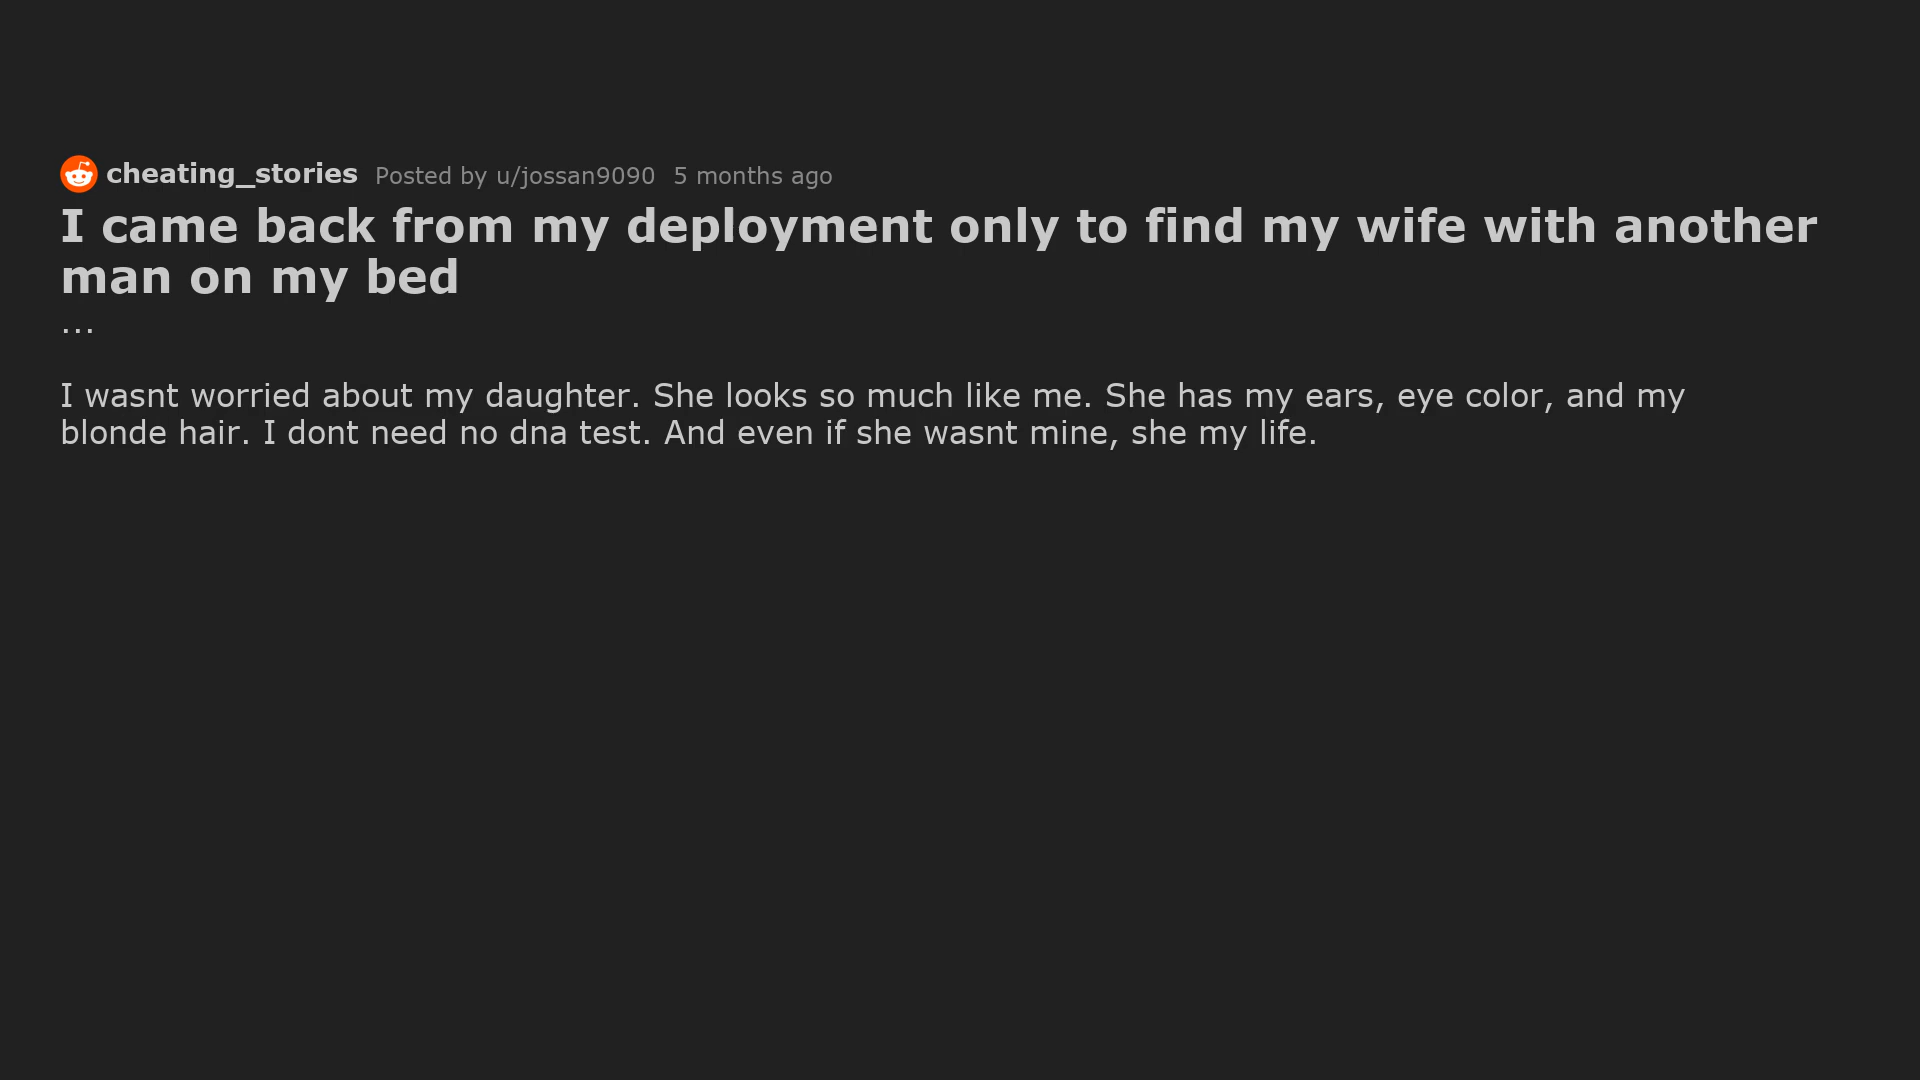 cheating_stories Posted by u/jossan9090 5 months ago
I came back from my deployment only to find my wife with another
man on my bed
...
I wasnt worried about my daughter. She looks so much like me. She has my ears, eye color, and my
blonde hair. I dont need no dna test. And even if she wasnt mine, she my life.